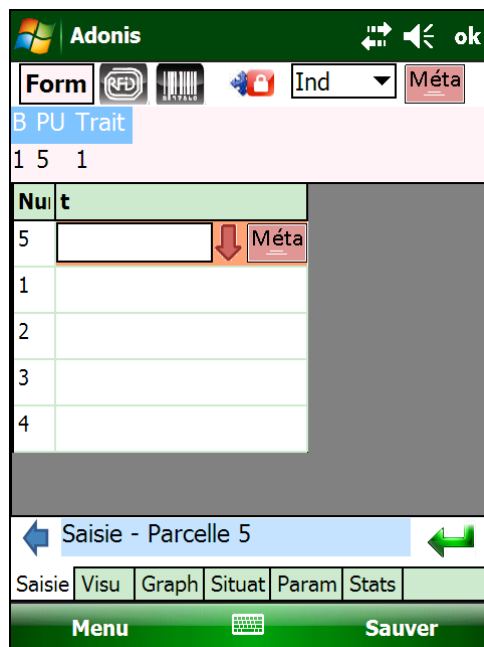 Adonis ok
Form RFID Ind Méta
B PU Trait
1 5 1
Nu t
5 Méta
1
2
3
4
Saisie - Parcelle 5
Saisie Visu Graph Situat Param Stats
Menu Sauver